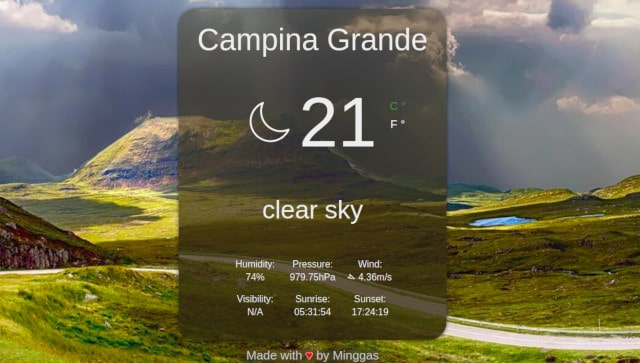 Campina Grande
21
C °
F °
clear sky
Humidity: Pressure: Wind:
74% 979.75hPa 4.36m/s
Visibility: Sunrise: Sunset:
N/A 05:31:54 17:24:19
Made with ❤ by Minggas